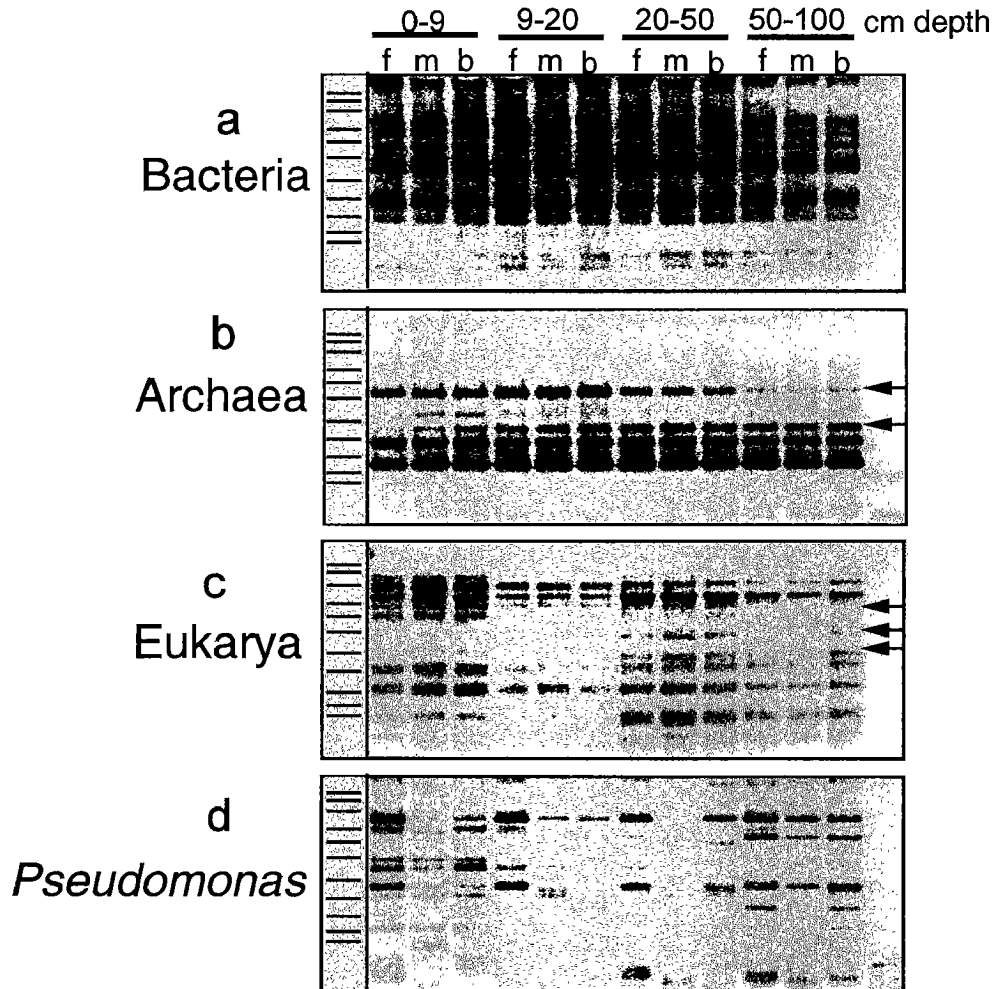 0-9 9-20 20-50 50-100 cm depth
f m b f m b f m b f m b
a
Bacteria
b
Archaea
c
Eukarya
d
Pseudomonas